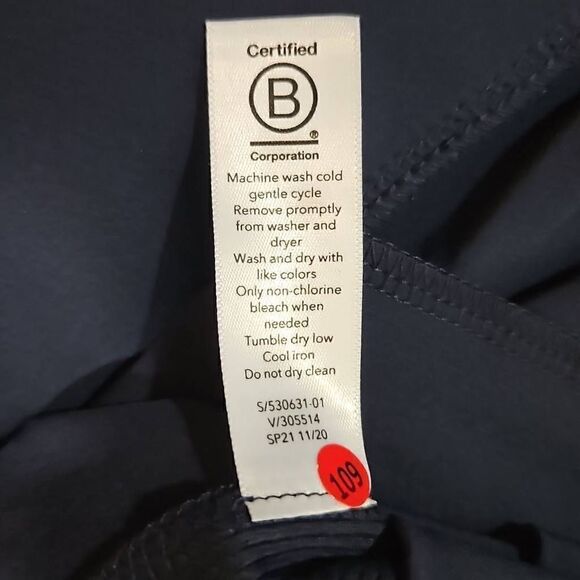 Certified
B
®
Corporation
Machine wash cold
gentle cycle
Remove promptly
from washer and
dryer
Wash and dry with
like colors
Only non-chlorine
bleach when
needed
Tumble dry low
Cool iron
Do not dry clean
S/530631-01
V/305514
SP21 11/20
109